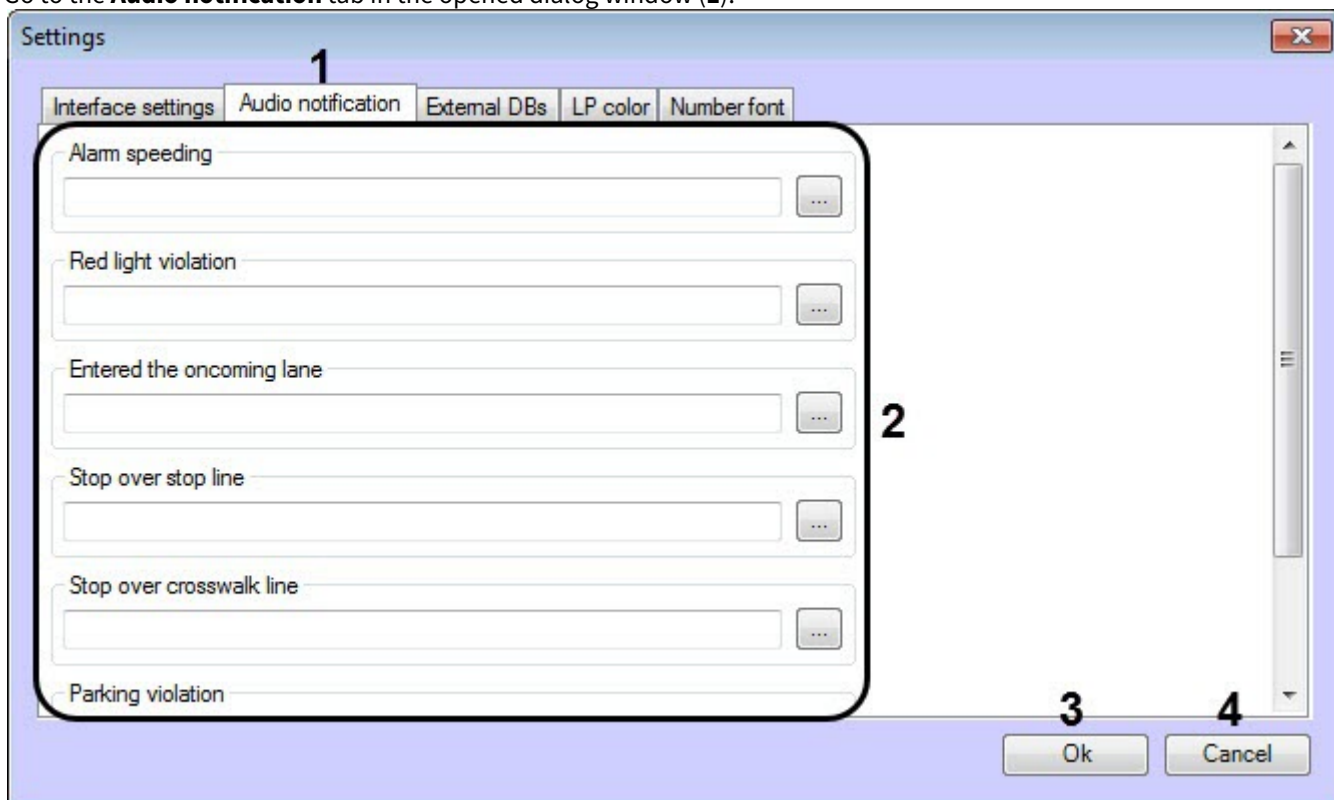 Go to the Audio notification tab in the opened dialog window (1).
Settings
1
Interface settings Audio notification External DBs LP color Number font
Alarm speeding
...
Red light violation
...
Entered the oncoming lane
...
2
Stop over stop line
...
Stop over crosswalk line
...
Parking violation
3 4
Ok Cancel